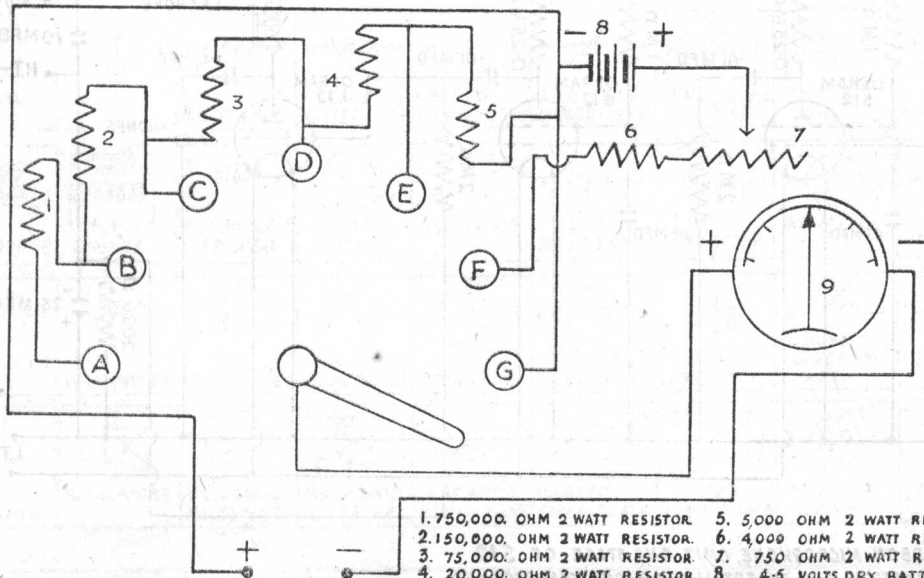 8
- +
4
3
5
2
6 7
D
C E
1
+ -
B F
9
A G
+ -
1. 750,000. OHM 2 WATT RESISTOR.
2. 150,000. OHM 2 WATT RESISTOR.
3. 75,000. OHM 2 WATT RESISTOR.
4. 20,000. OHM 2 WATT RESISTOR.
5. 5,000 OHM 2 WATT RE
6. 4,000 OHM 2 WATT R
7. 750 OHM 2 WATT R
8. 4.5 VOLTS DRY BAT